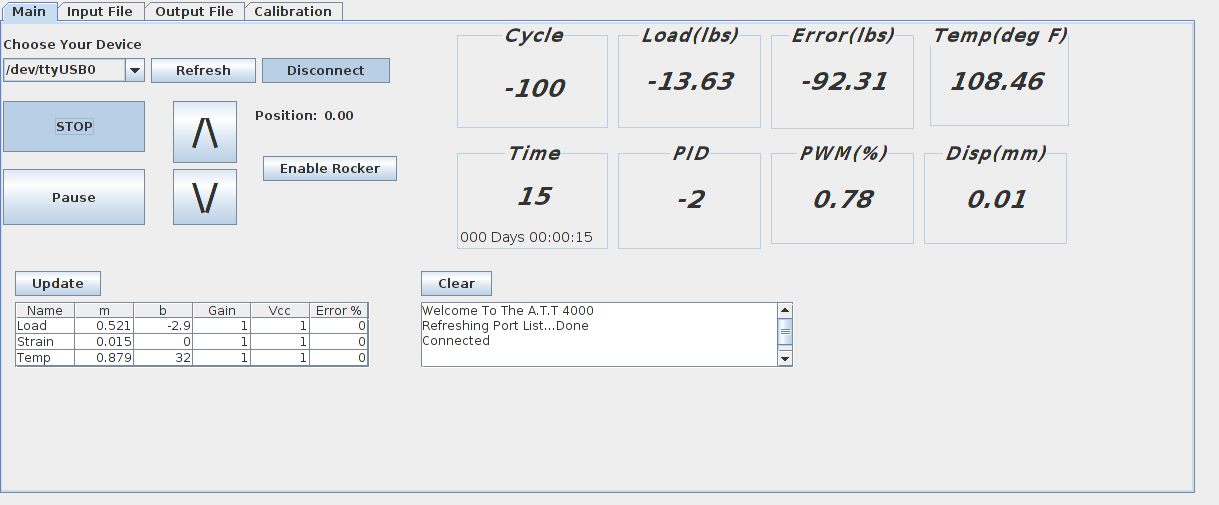 Main Input File Output File Calibration
Choose Your Device
/dev/ttyUSB0 Refresh Disconnect
STOP
/\
Position: 0.00
Enable Rocker
Pause
\/
Cycle Load(lbs) Error(lbs) Temp(deg F)
-100 -13.63 -92.31 108.46
Time PID PWM(%) Disp(mm)
15 -2 0.78 0.01
000 Days 00:00:15
Update
Name m b Gain Vcc Error %
Load 0.521 -2.9 1 1 0
Strain 0.015 0 1 1 0
Temp 0.879 32 1 1 0
Clear
Welcome To The A.T.T 4000
Refreshing Port List...Done
Connected